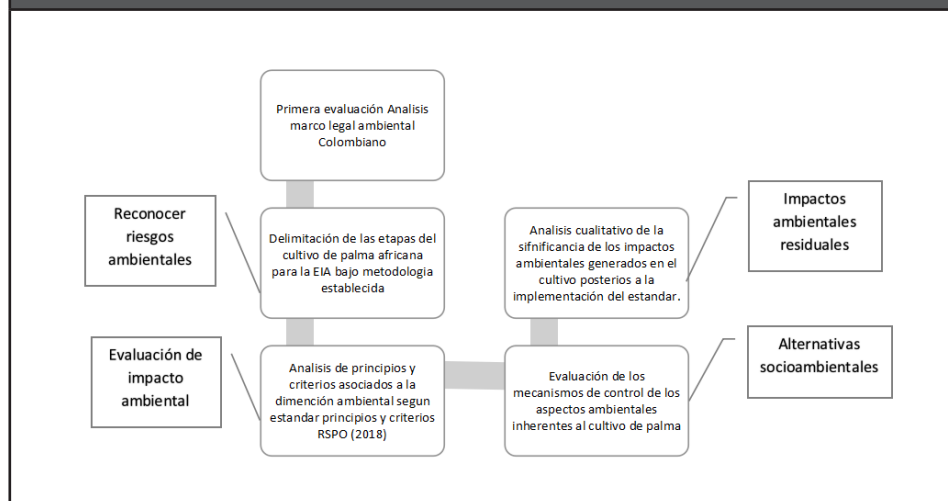 Primera evaluación Analisis
marco legal ambiental
Colombiano
Reconocer
riesgos
ambientales
Delimitación de las etapas del
cultivo de palma africana
para la EIA bajo metodologia
establecida
Evaluación de
impacto
ambiental
Analisis de principios y
criterios asociados a la
dimención ambiental segun
estandar principios y criterios
RSPO (2018)
Evaluación de los
mecanismos de control de los
aspectos ambientales
inherentes al cultivo de palma
Alternativas
socioambientales
Analisis cualitativo de la
sifnificancia de los impactos
ambientales generados en el
cultivo posterios a la
implementación del estandar.
Impactos
ambientales
residuales